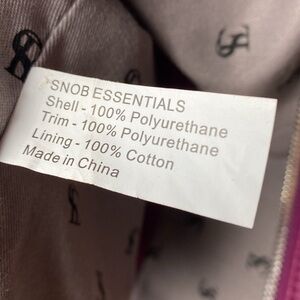 SNOB ESSENTIALS
Shell - 100% Polyurethane
Trim - 100% Polyurethane
Lining - 100% Cotton
Made in China